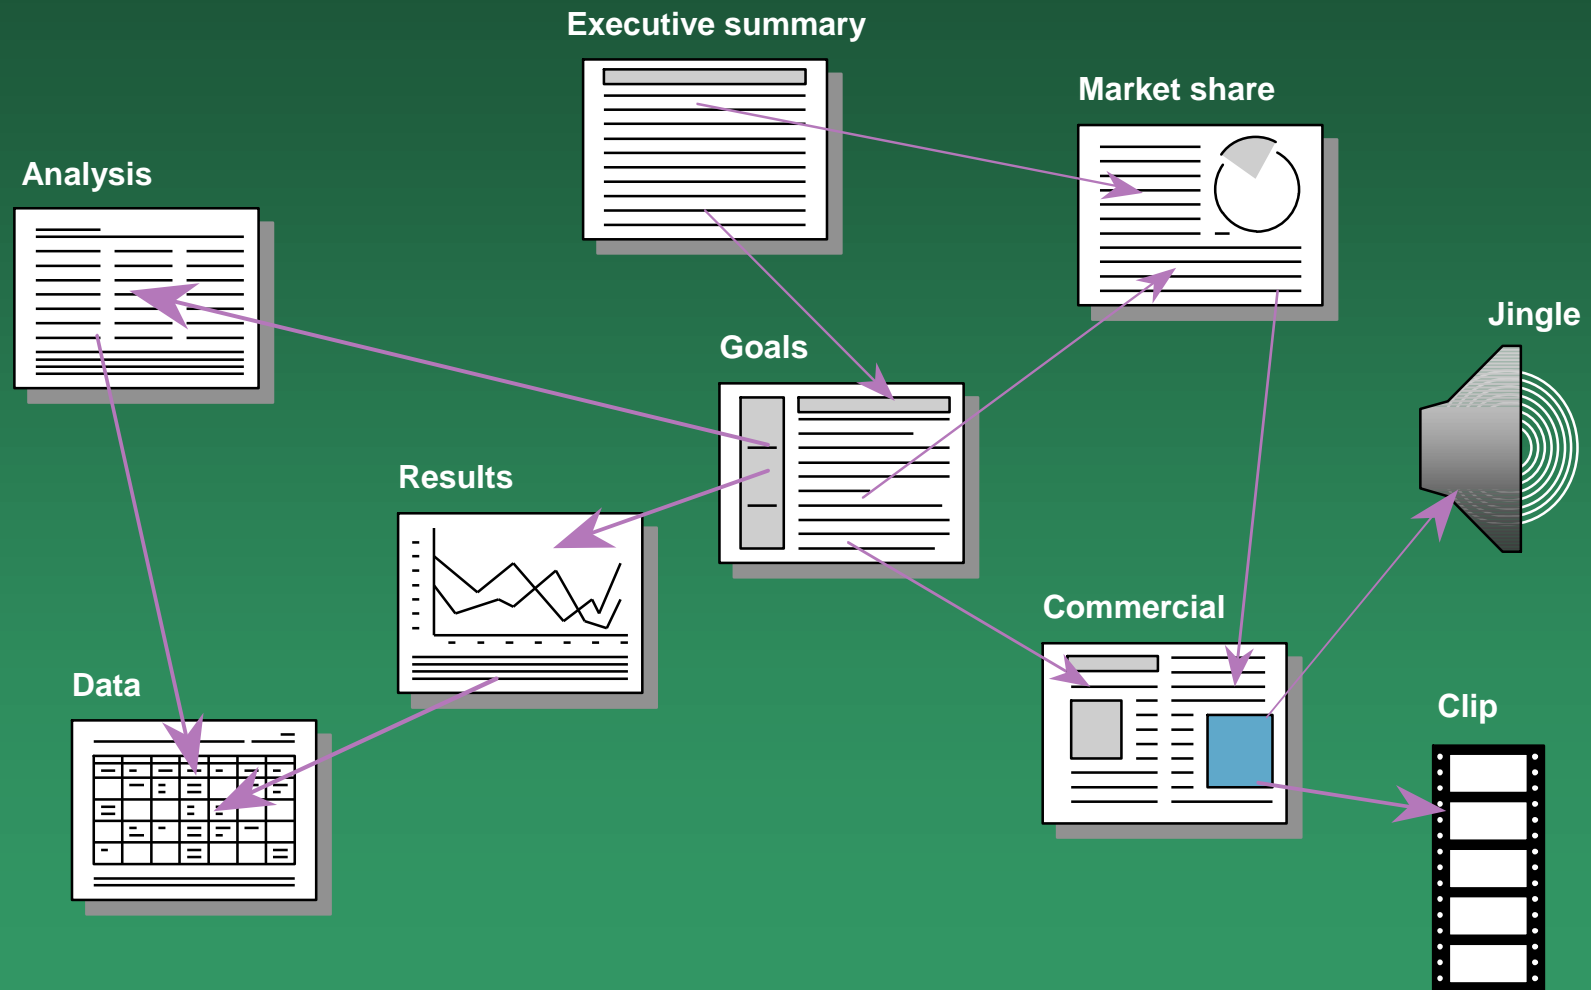 Executive summary
Market share
Analysis
Jingle
Goals
Results
Commercial
Data
Clip